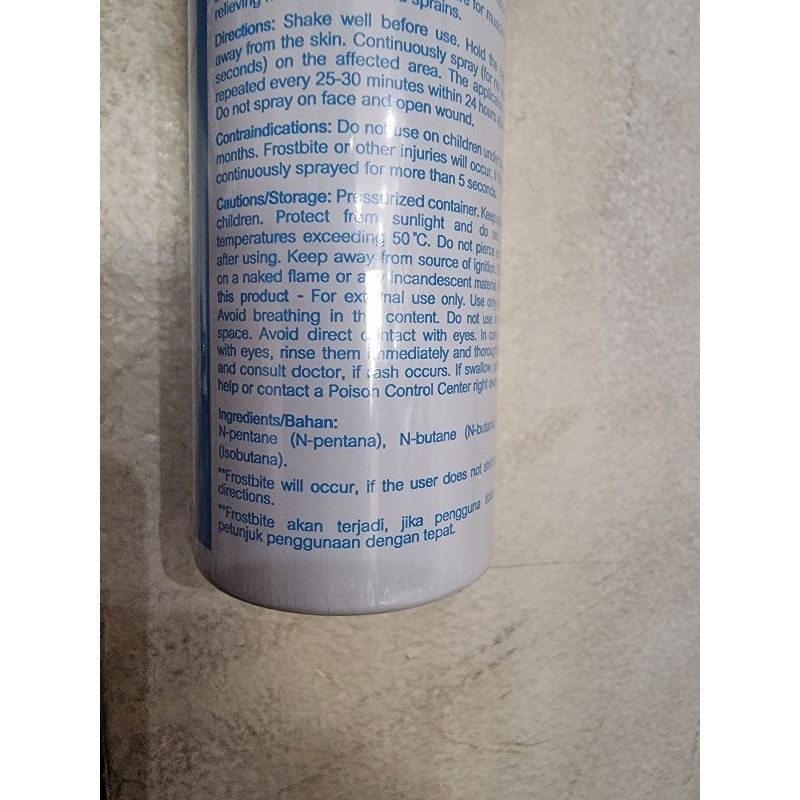 relieving
sprains.
Directions: Shake well before use. Hold the
away from the skin. Continuously spray (for no
seconds) on the affected area. The application
repeated every 25-30 minutes within 24 hours
Do not spray on face and open wound.
Contraindications: Do not use on children under
months. Frostbite or other injuries will occur, if
continuously sprayed for more than 5 seconds.
Cautions/Storage: Pressurized container. Keep
children. Protect from sunlight and do not
temperatures exceeding 50°C. Do not pierce
after using. Keep away from source of ignition.
on a naked flame or any incandescent material.
this product - For external use only. Use only
Avoid breathing in the content. Do not use in
space. Avoid direct contact with eyes. In case
with eyes, rinse them immediately and thoroughly
and consult doctor, if rash occurs. If swallow,
help or contact a Poison Control Center right
Ingredients/Bahan:
N-pentane (N-pentana), N-butane (N-butana
(Isobutana).
**Frostbite will occur, if the user does not
directions.
**Frostbite akan terjadi, jika pengguna
petunjuk penggunaan dengan tepat.